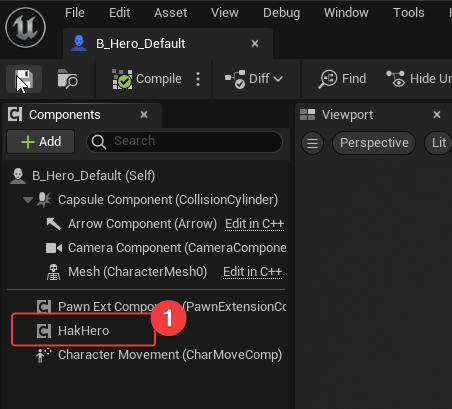 File Edit Asset View Debug Window Tools
B_Hero_Default
Compile Diff Find Hide Un
Components Viewport
Add Search Perspective Lit
B_Hero_Default (Self)
Capsule Component (CollisionCylinder)
Arrow Component (Arrow) Edit in C++
Camera Component (CameraCompone
Mesh (CharacterMesh0) Edit in C++
Pawn Ext Compo (PawnExtensionCo
HakHero 1
Character Movement (CharMoveComp)